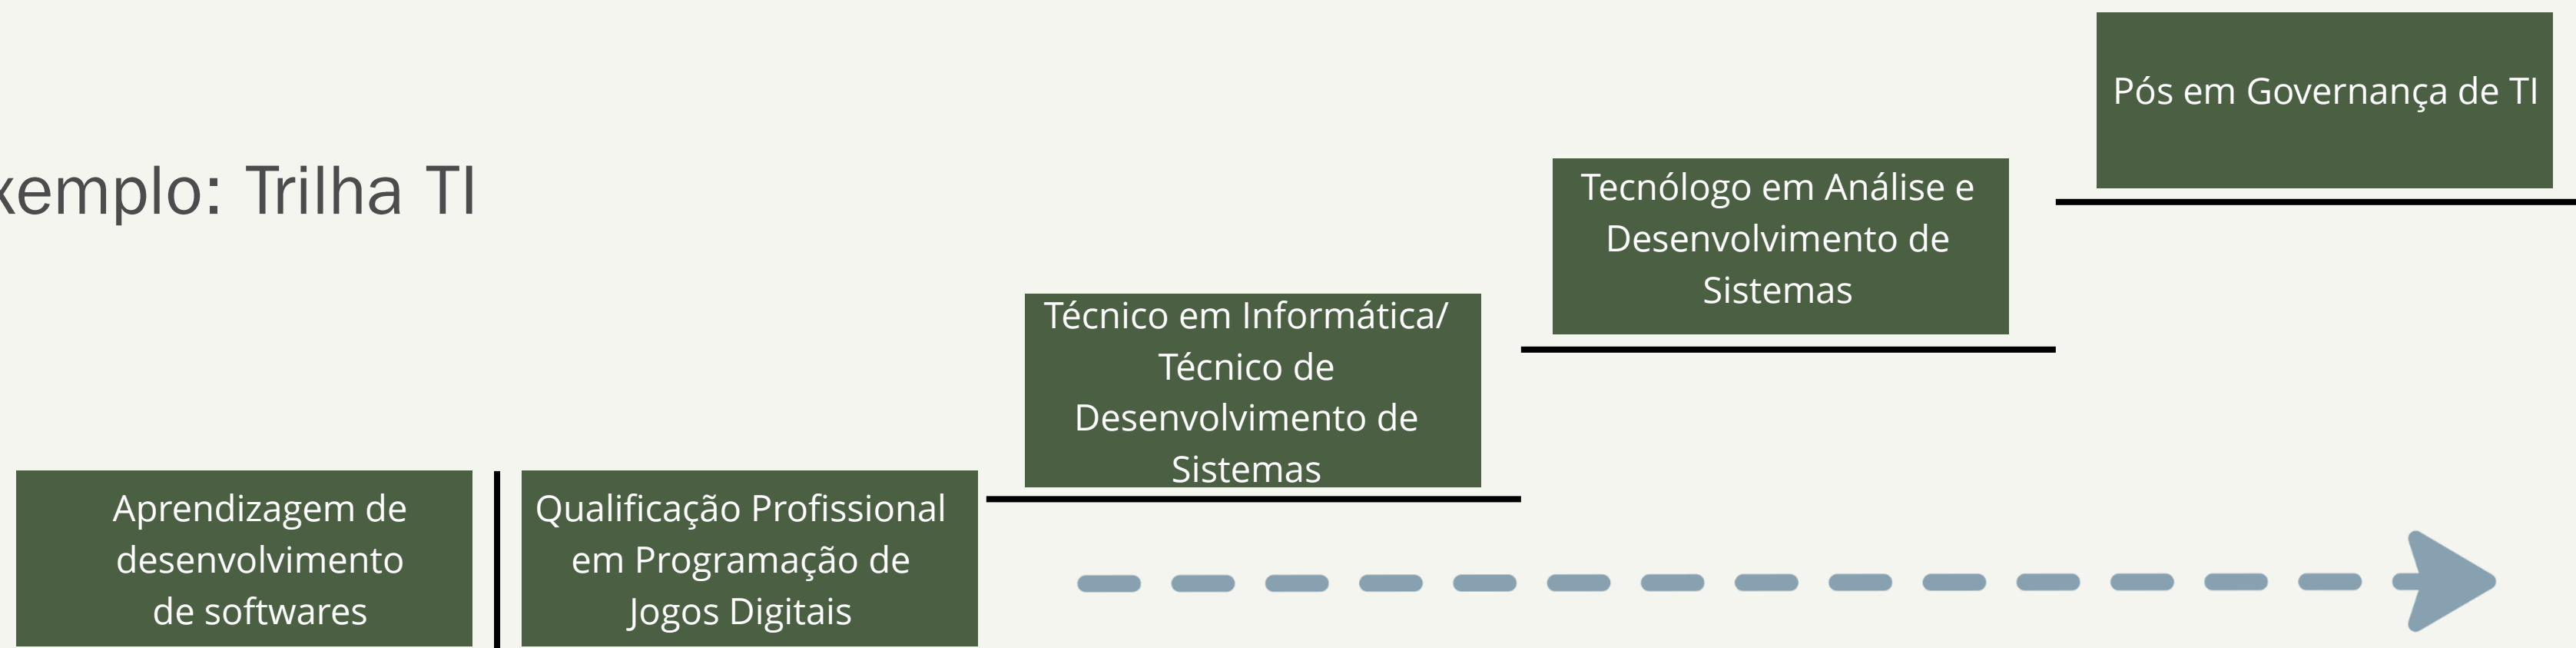 xemplo: Trilha TI
Aprendizagem de
desenvolvimento
de softwares
Qualificação Profissional
em Programação de
Jogos Digitais
Técnico em Informática/
Técnico de
Desenvolvimento de
Sistemas
Tecnólogo em Análise e
Desenvolvimento de
Sistemas
Pós em Governança de TI